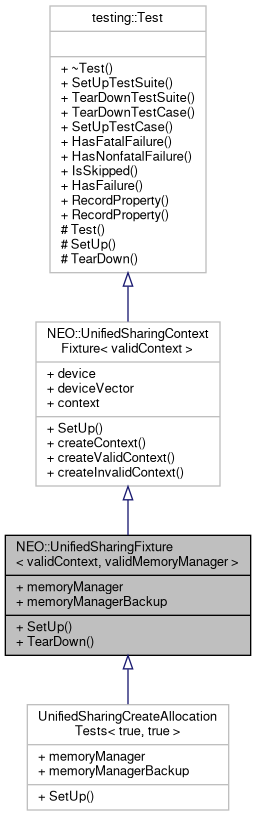 testing::Test
+ ~Test()
+ SetUpTestSuite()
+ TearDownTestSuite()
+ TearDownTestCase()
+ SetUpTestCase()
+ HasFatalFailure()
+ HasNonfatalFailure()
+ IsSkipped()
+ HasFailure()
+ RecordProperty()
+ RecordProperty()
# Test()
# SetUp()
# TearDown()
NEO::UnifiedSharingContext
Fixture< validContext >
+ device
+ deviceVector
+ context
+ SetUp()
+ createContext()
+ createValidContext()
+ createInvalidContext()
NEO::UnifiedSharingFixture
< validContext, validMemoryManager >
+ memoryManager
+ memoryManagerBackup
+ SetUp()
+ TearDown()
UnifiedSharingCreateAllocation
Tests< true, true >
+ memoryManager
+ memoryManagerBackup
+ SetUp()